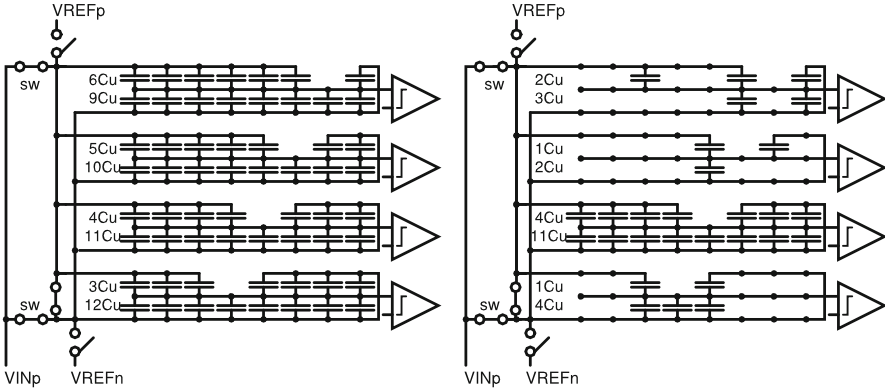 VREFp
sw
6Cu
9Cu
5Cu
10Cu
4Cu
11Cu
3Cu
12Cu
sw
VINp
VREFn
VREFp
sw
2Cu
3Cu
1Cu
2Cu
4Cu
11Cu
1Cu
4Cu
sw
VINp
VREFn